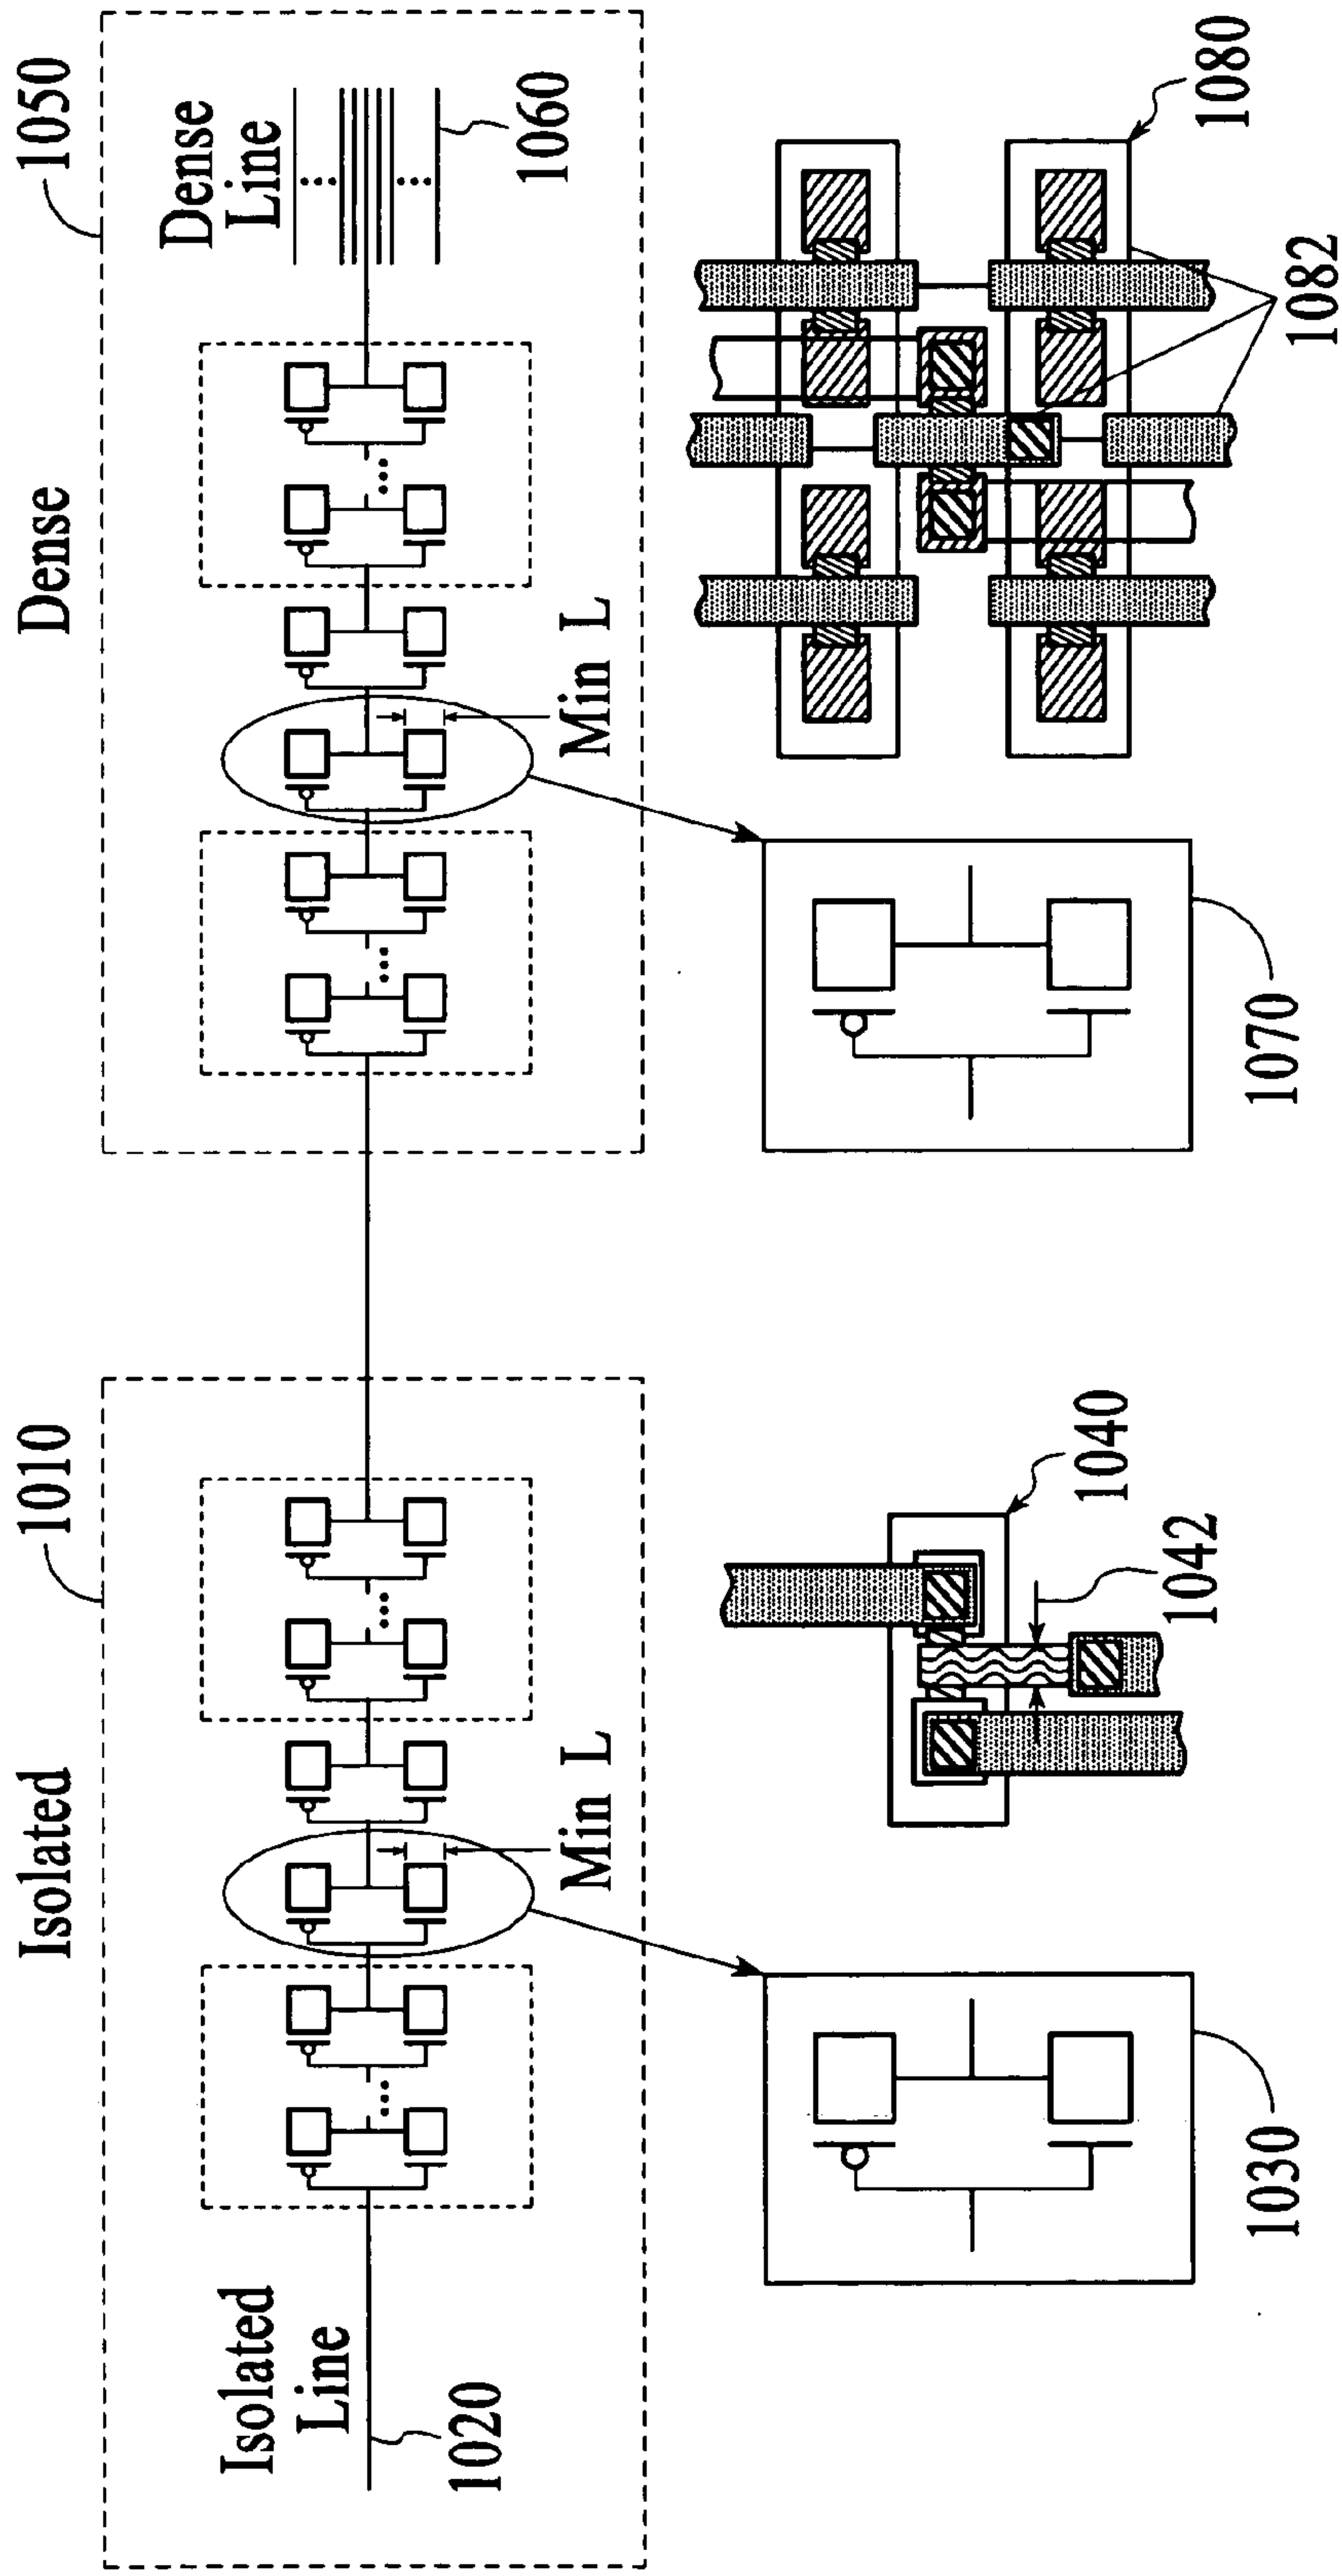 Isolated
1010
Isolated
Line
1020
Min L
1030
1040
1042
Dense
1050
Dense
Line
1060
Min L
1070
1080
1082